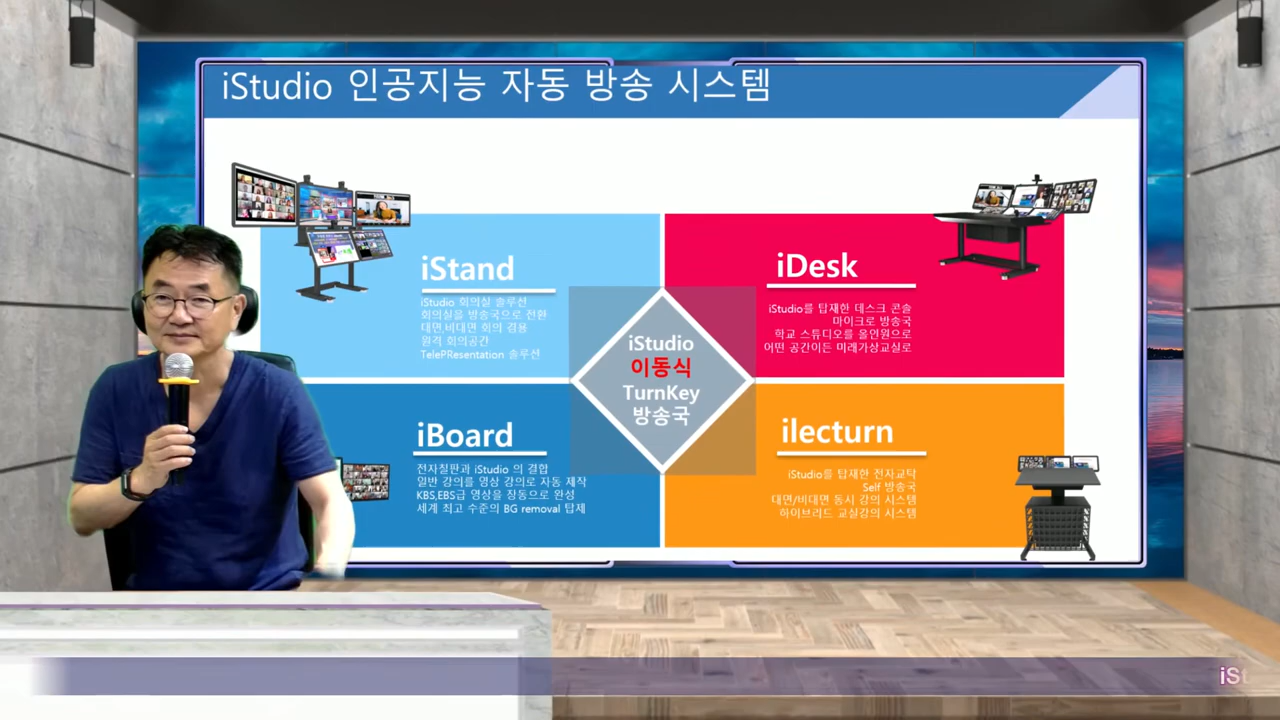 iStudio 인공지능 자동 방송 시스템
iStand
iStudio 회의실 솔루션
회의실을 방송국으로 전환
대면,비대면 회의 겸용
원격 회의공간
TelePResentation 솔루션
iDesk
iStudio를 탑재한 데스크 콘솔
마이크로 방송국
학교 스튜디오를 올인원으로
어떤 공간이든 미래가상교실로
iStudio
이동식
TurnKey
방송국
iBoard
전자칠판과 iStudio 의 결합
일반 강의를 영상 강의로 자동 제작
KBS,EBS급 영상을 장동으로 완성
세계 최고 수준의 BG removal 탑제
ilecturn
iStudio를 탑재한 전자교탁
Self 방송국
대면/비대면 동시 강의 시스템
하이브리드 교실강의 시스템
iSt